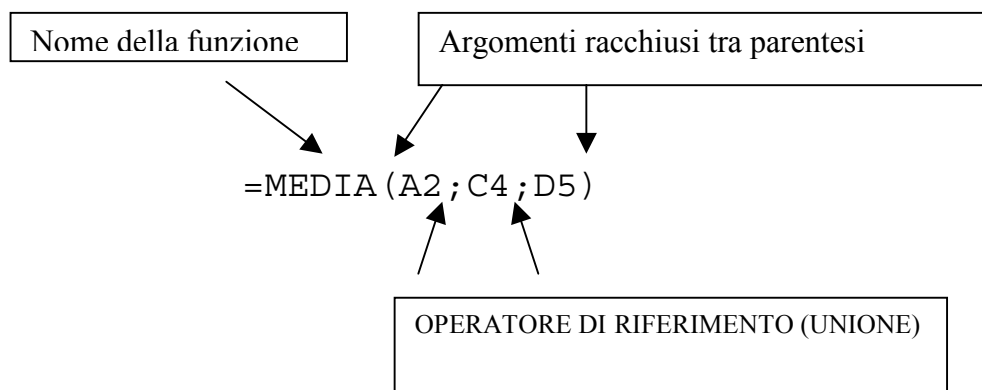 Nome della funzione
Argomenti racchiusi tra parentesi
=MEDIA(A2;C4;D5)
OPERATORE DI RIFERIMENTO (UNIONE)